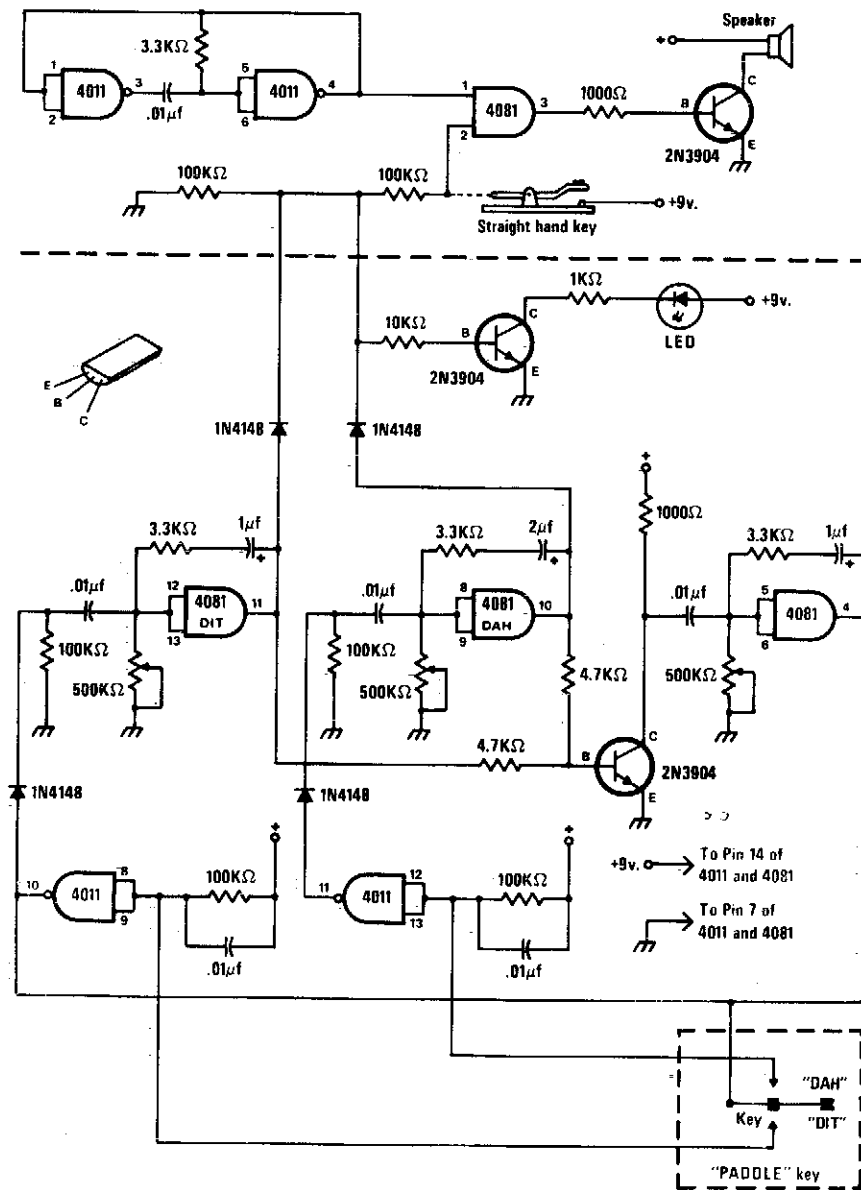 Speaker
3.3KΩ
+
1
4011
3
2
.01µf
5
4011
4
6
1
4081
3
2
1000Ω
B
C
E
2N3904
100KΩ
100KΩ
+9v.
Straight hand key
1KΩ
+9v.
LED
10KΩ
B
C
E
2N3904
E
B
C
1N4148
1N4148
+
1000Ω
3.3KΩ
1µf
+
.01µf
12
4081
DIT
11
13
100KΩ
500KΩ
3.3KΩ
2µf
+
.01µf
8
4081
DAH
10
9
100KΩ
500KΩ
4.7KΩ
3.3KΩ
1µf
+
.01µf
5
4081
4
6
500KΩ
4.7KΩ
B
C
E
2N3904
1N4148
1N4148
+
10
4011
8
9
100KΩ
.01µf
+
11
4011
12
13
100KΩ
.01µf
+9v.
To Pin 14 of
4011 and 4081
To Pin 7 of
4011 and 4081
"DAH"
Key
"DIT"
"PADDLE" key